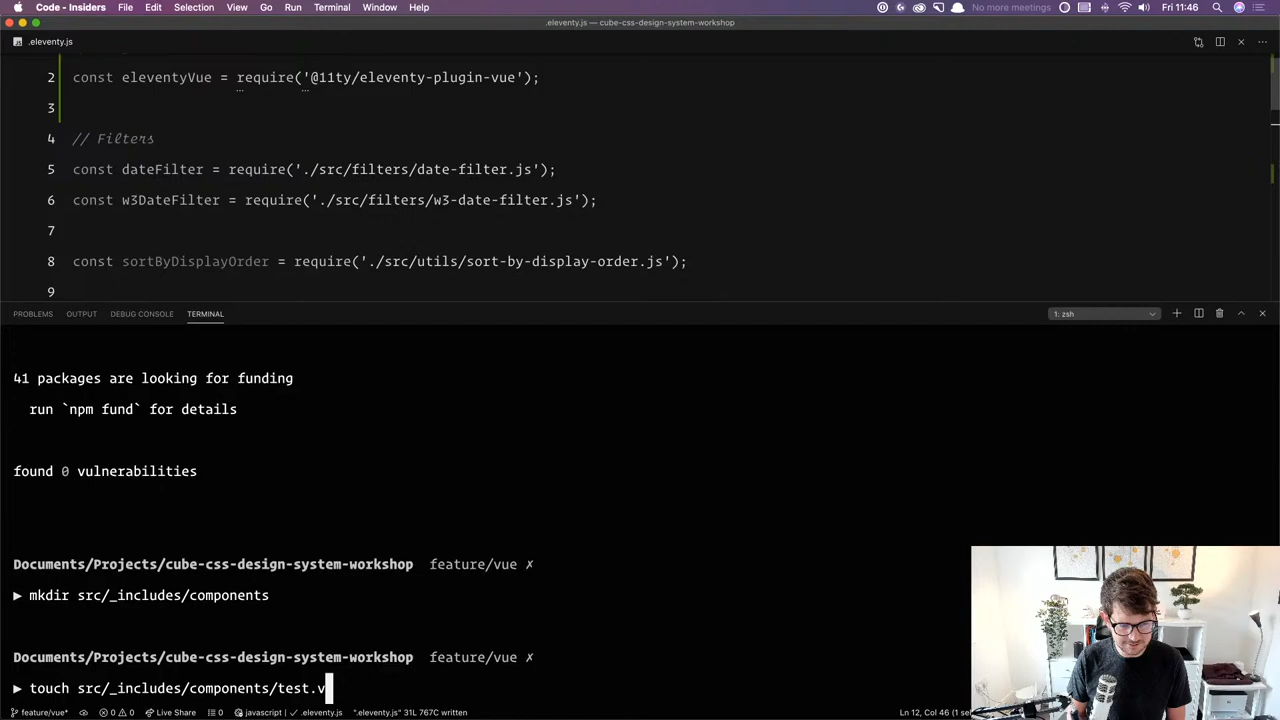 Code - Insiders File Edit Selection View Go Run Terminal Window Help No more meetings Fri 11:46
.eleventy.js — cube-css-design-system-workshop
.eleventy.js
2 const eleventyVue = require('@11ty/eleventy-plugin-vue');
3
4 // Filters
5 const dateFilter = require('./src/filters/date-filter.js');
6 const w3DateFilter = require('./src/filters/w3-date-filter.js');
7
8 const sortByDisplayOrder = require('./src/utils/sort-by-display-order.js');
9
PROBLEMS OUTPUT DEBUG CONSOLE TERMINAL 1: zsh
41 packages are looking for funding
run `npm fund` for details
found 0 vulnerabilities
Documents/Projects/cube-css-design-system-workshop feature/vue ✗
▶ mkdir src/_includes/components
Documents/Projects/cube-css-design-system-workshop feature/vue ✗
▶ touch src/_includes/components/test.v
feature/vue* 0 0 Live Share 0 javascript | ✓ .eleventy.js ".eleventy.js" 31L 767C written Ln 12, Col 46 (1 se